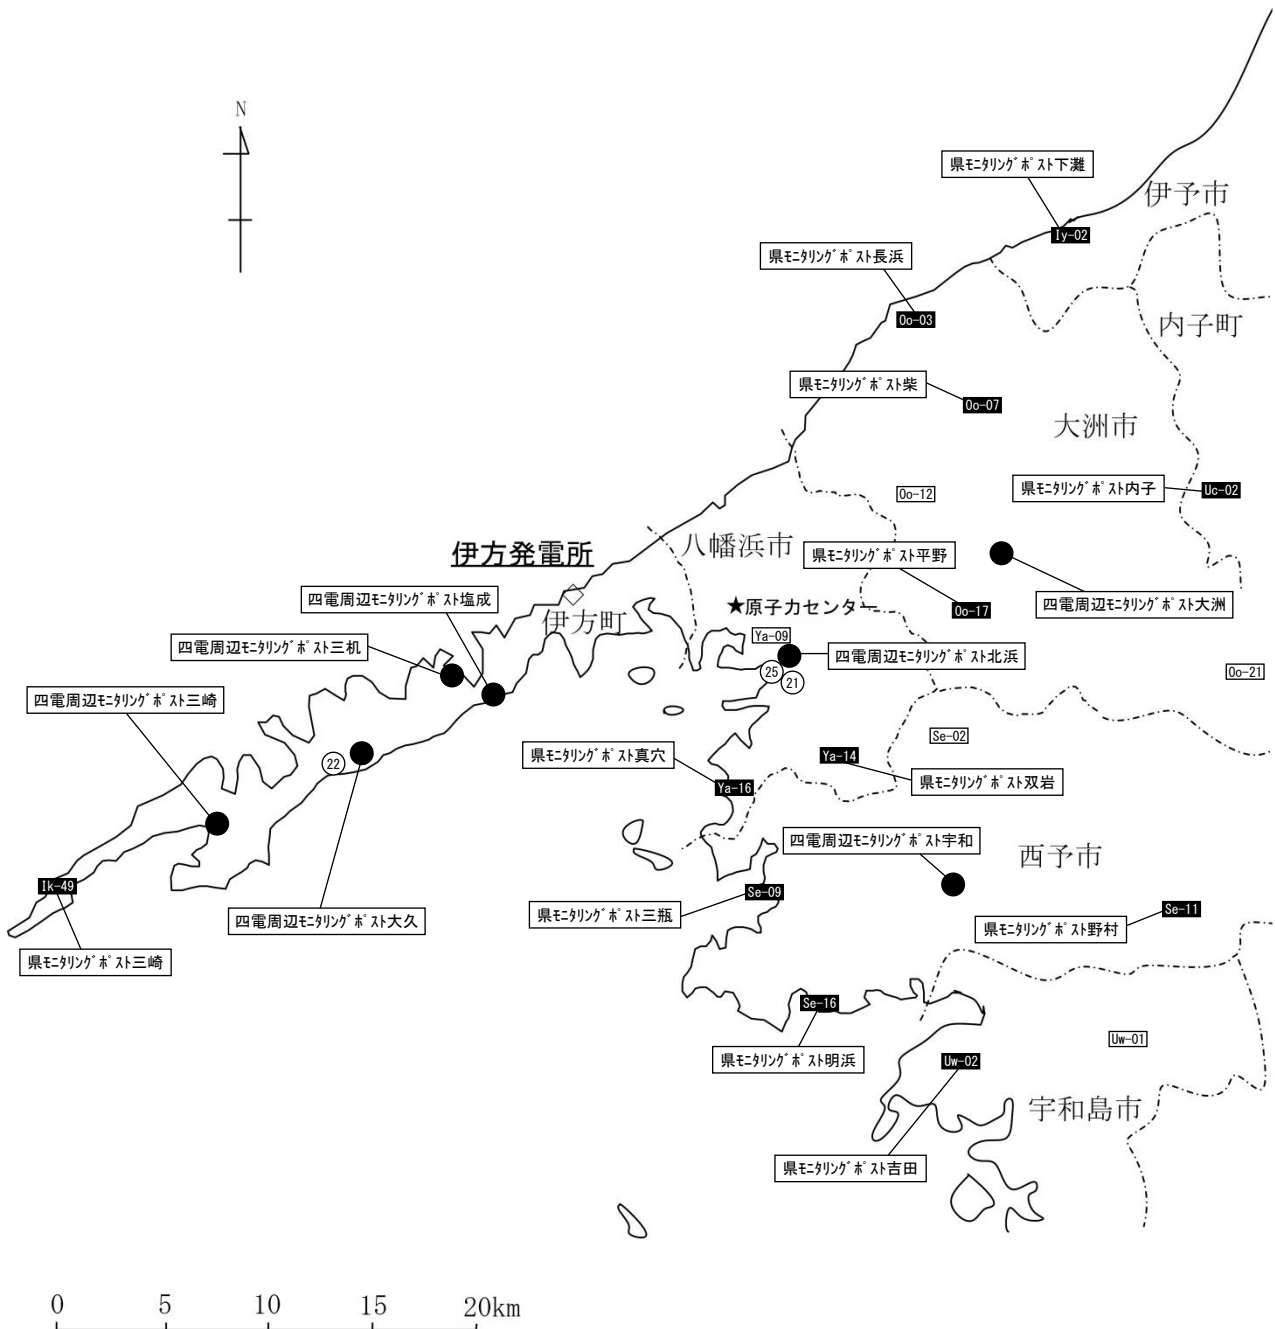 N
県ﾓﾆﾀﾘﾝｸﾞﾎﾟｽﾄ下灘
伊予市
Iy-02
県ﾓﾆﾀﾘﾝｸﾞﾎﾟｽﾄ長浜
Oo-03
内子町
県ﾓﾆﾀﾘﾝｸﾞﾎﾟｽﾄ柴
Oo-07
大洲市
県ﾓﾆﾀﾘﾝｸﾞﾎﾟｽﾄ内子
Uc-02
Oo-12
伊方発電所
八幡浜市
県ﾓﾆﾀﾘﾝｸﾞﾎﾟｽﾄ平野
四電周辺ﾓﾆﾀﾘﾝｸﾞﾎﾟｽﾄ塩成
★原子力センター
Oo-17
四電周辺ﾓﾆﾀﾘﾝｸﾞﾎﾟｽﾄ大洲
伊方町
Ya-09
四電周辺ﾓﾆﾀﾘﾝｸﾞﾎﾟｽﾄ三机
四電周辺ﾓﾆﾀﾘﾝｸﾞﾎﾟｽﾄ北浜
25
21
Oo-21
四電周辺ﾓﾆﾀﾘﾝｸﾞﾎﾟｽﾄ三崎
Se-02
22
県ﾓﾆﾀﾘﾝｸﾞﾎﾟｽﾄ真穴
Ya-14
Ya-16
県ﾓﾆﾀﾘﾝｸﾞﾎﾟｽﾄ双岩
四電周辺ﾓﾆﾀﾘﾝｸﾞﾎﾟｽﾄ宇和
西予市
Ik-49
Se-09
四電周辺ﾓﾆﾀﾘﾝｸﾞﾎﾟｽﾄ大久
県ﾓﾆﾀﾘﾝｸﾞﾎﾟｽﾄ三瓶
Se-11
県ﾓﾆﾀﾘﾝｸﾞﾎﾟｽﾄ野村
県ﾓﾆﾀﾘﾝｸﾞﾎﾟｽﾄ三崎
Se-16
Uw-01
県ﾓﾆﾀﾘﾝｸﾞﾎﾟｽﾄ明浜
Uw-02
宇和島市
県ﾓﾆﾀﾘﾝｸﾞﾎﾟｽﾄ吉田
0 5 10 15 20km